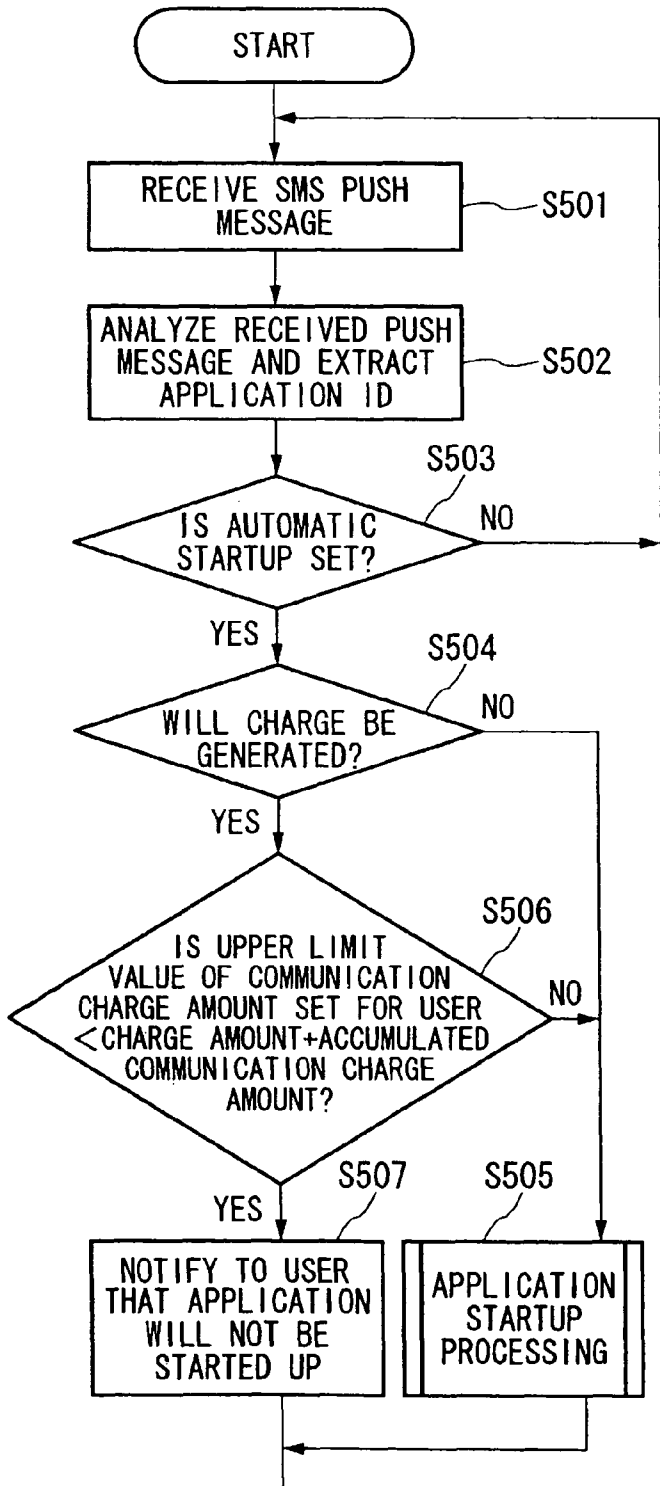 START
RECEIVE SMS PUSH
MESSAGE
S501
ANALYZE RECEIVED PUSH
MESSAGE AND EXTRACT
APPLICATION ID
S502
S503
IS AUTOMATIC
STARTUP SET?
NO
YES
S504
WILL CHARGE BE
GENERATED?
NO
YES
S506
IS UPPER LIMIT
VALUE OF COMMUNICATION
CHARGE AMOUNT SET FOR USER
<CHARGE AMOUNT+ACCUMULATED
COMMUNICATION CHARGE
AMOUNT?
NO
YES
S507
NOTIFY TO USER
THAT APPLICATION
WILL NOT BE
STARTED UP
S505
APPLICATION
STARTUP
PROCESSING